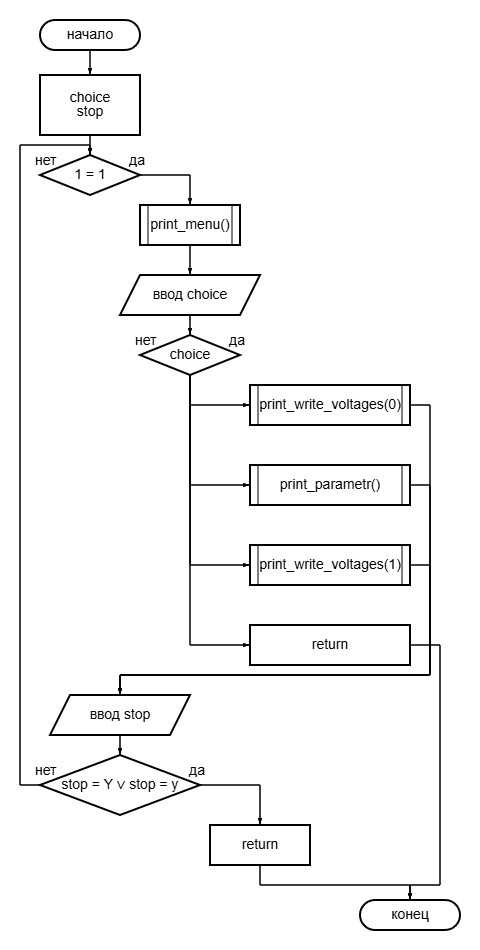 начало
choice
stop
нет
да
1 = 1
print_menu()
ввод choice
нет
да
choice
print_write_voltages(0)
print_parametr()
print_write_voltages(1)
return
ввод stop
нет
да
stop = Y ∨ stop = y
return
конец